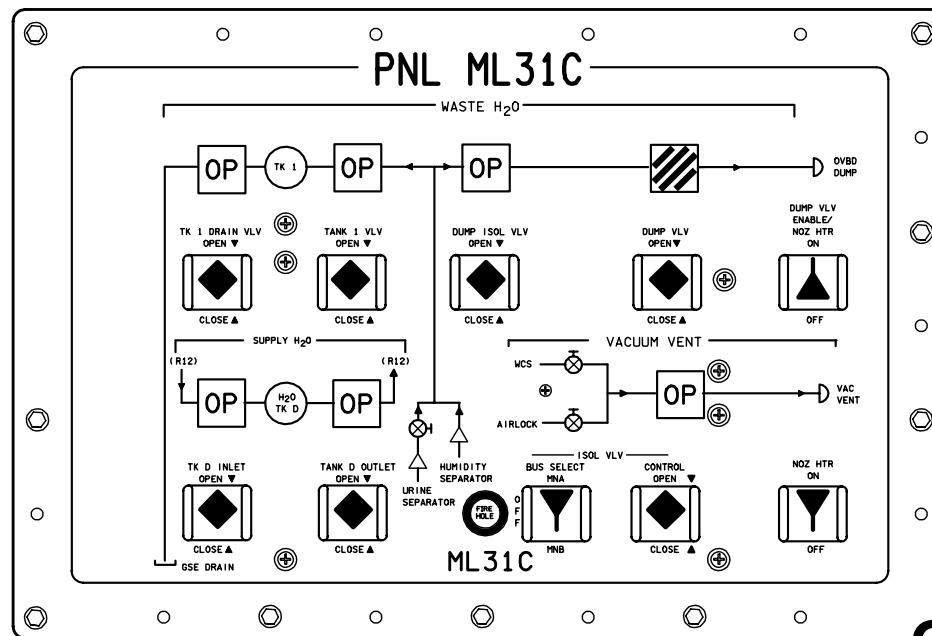 PNL ML31C
WASTE H₂O
OP
TK 1
OP
OP
OVBD
DUMP
TK 1 DRAIN VLV
OPEN ▼
CLOSE ▲
TANK 1 VLV
OPEN ▼
CLOSE ▲
DUMP ISOL VLV
OPEN ▼
CLOSE ▲
DUMP VLV
OPEN ▼
CLOSE ▲
DUMP VLV
ENABLE/
NOZ HTR
ON
OFF
SUPPLY H₂O
(R12)
(R12)
OP
H₂O
TK D
OP
VACUUM VENT
WCS
AIRLOCK
OP
VAC
VENT
TK D INLET
OPEN ▼
CLOSE ▲
TANK D OUTLET
OPEN ▼
CLOSE ▲
URINE
SEPARATOR
HUMIDITY
SEPARATOR
FIRE
HOLE
ISOL VLV
BUS SELECT
MNA
OFF
MNB
CONTROL
OPEN ▼
CLOSE ▲
NOZ HTR
ON
OFF
GSE DRAIN
ML31C